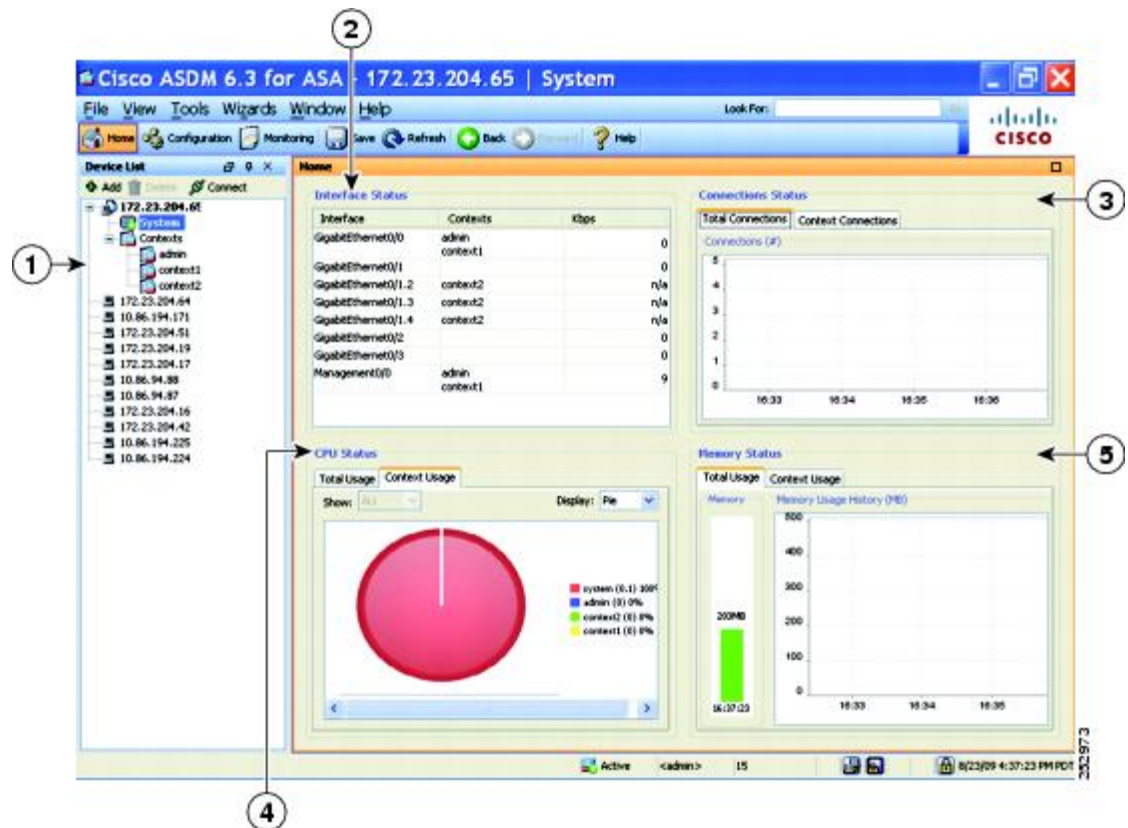 2
Cisco ASDM 6.3 for ASA - 172.23.204.65 | System
File View Tools Wizards Window Help
Look For:
Home Configuration Monitoring Save Refresh Back Forward Help
CISCO
Device List
Add Delete Connect
172.23.204.65
System
Contexts
admin
context1
context2
172.23.204.64
10.86.194.171
172.23.204.51
172.23.204.19
172.23.204.17
10.86.94.88
10.86.94.87
172.23.204.16
172.23.204.42
10.86.194.225
10.86.194.224
1
Home
Interface Status
Interface Contexts Kbps
GigabitEthernet0/0 admin 0
context1
GigabitEthernet0/1 0
GigabitEthernet0/1.2 context2 n/a
GigabitEthernet0/1.3 context2 n/a
GigabitEthernet0/1.4 context2 n/a
GigabitEthernet0/2 0
GigabitEthernet0/3 0
Management0/0 admin 9
context1
Connections Status
3
Total Connections Context Connections
Connections (#)
5
4
3
2
1
0
16:33 16:34 16:35 16:36
CPU Status
Total Usage Context Usage
Show: ALL Display: Pie
system (0.1) 100%
admin (0) 0%
context2 (0) 0%
context1 (0) 0%
Memory Status
5
Total Usage Context Usage
Memory Memory Usage History (MB)
203MB
16:37:23
500
400
300
200
100
0
16:33 16:34 16:35
Active <admin> 15 8/23/09 4:37:23 PM PDT
252973
4